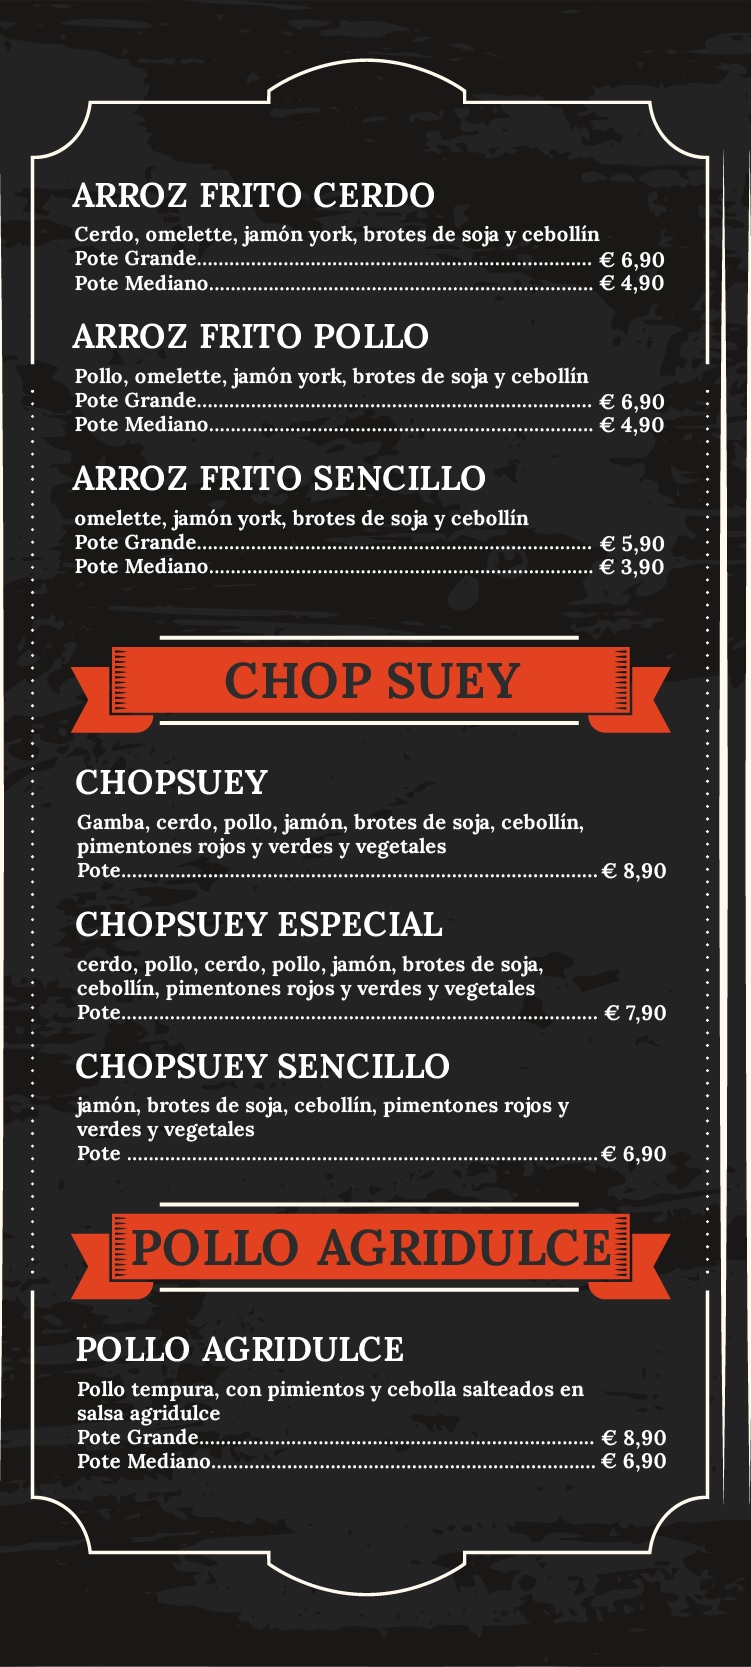 ARROZ FRITO CERDO
Cerdo, omelette, jamón york, brotes de soja y cebollín
Pote Grande.......................................................................... € 6,90
Pote Mediano........................................................................ € 4,90
ARROZ FRITO POLLO
Pollo, omelette, jamón york, brotes de soja y cebollín
Pote Grande.......................................................................... € 6,90
Pote Mediano........................................................................ € 4,90
ARROZ FRITO SENCILLO
omelette, jamón york, brotes de soja y cebollín
Pote Grande.......................................................................... € 5,90
Pote Mediano........................................................................ € 3,90
CHOP SUEY
CHOPSUEY
Gamba, cerdo, pollo, jamón, brotes de soja, cebollín,
pimentones rojos y verdes y vegetales
Pote......................................................................................... € 8,90
CHOPSUEY ESPECIAL
cerdo, pollo, cerdo, pollo, jamón, brotes de soja,
cebollín, pimentones rojos y verdes y vegetales
Pote......................................................................................... € 7,90
CHOPSUEY SENCILLO
jamón, brotes de soja, cebollín, pimentones rojos y
verdes y vegetales
Pote ........................................................................................ € 6,90
POLLO AGRIDULCE
POLLO AGRIDULCE
Pollo tempura, con pimientos y cebolla salteados en
salsa agridulce
Pote Grande.......................................................................... € 8,90
Pote Mediano........................................................................ € 6,90